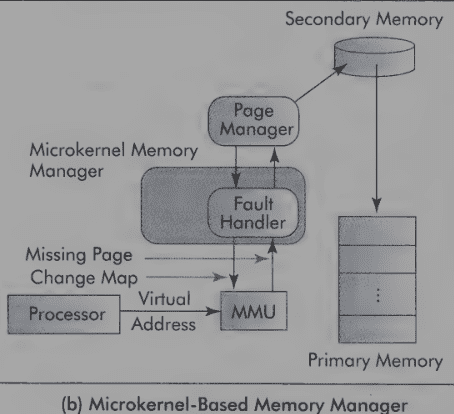 Secondary Memory
Page
Manager
Microkernel Memory
Manager
Fault
Handler
Missing Page
Change Map
Processor
Virtual
Address
MMU
Primary Memory
(b) Microkernel-Based Memory Manager